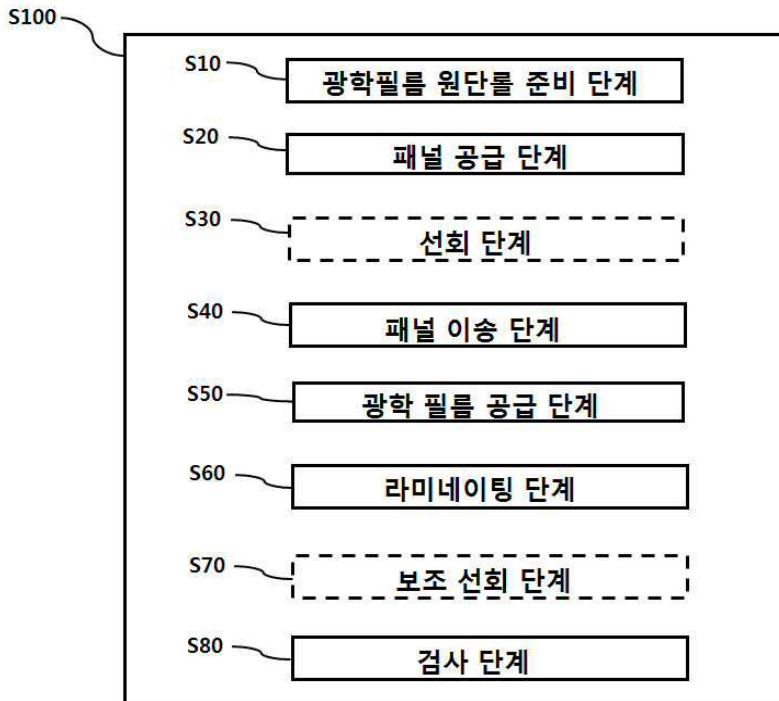 S100
S10 광학필름 원단롤 준비 단계
S20 패널 공급 단계
S30 선회 단계
S40 패널 이송 단계
S50 광학 필름 공급 단계
S60 라미네이팅 단계
S70 보조 선회 단계
S80 검사 단계